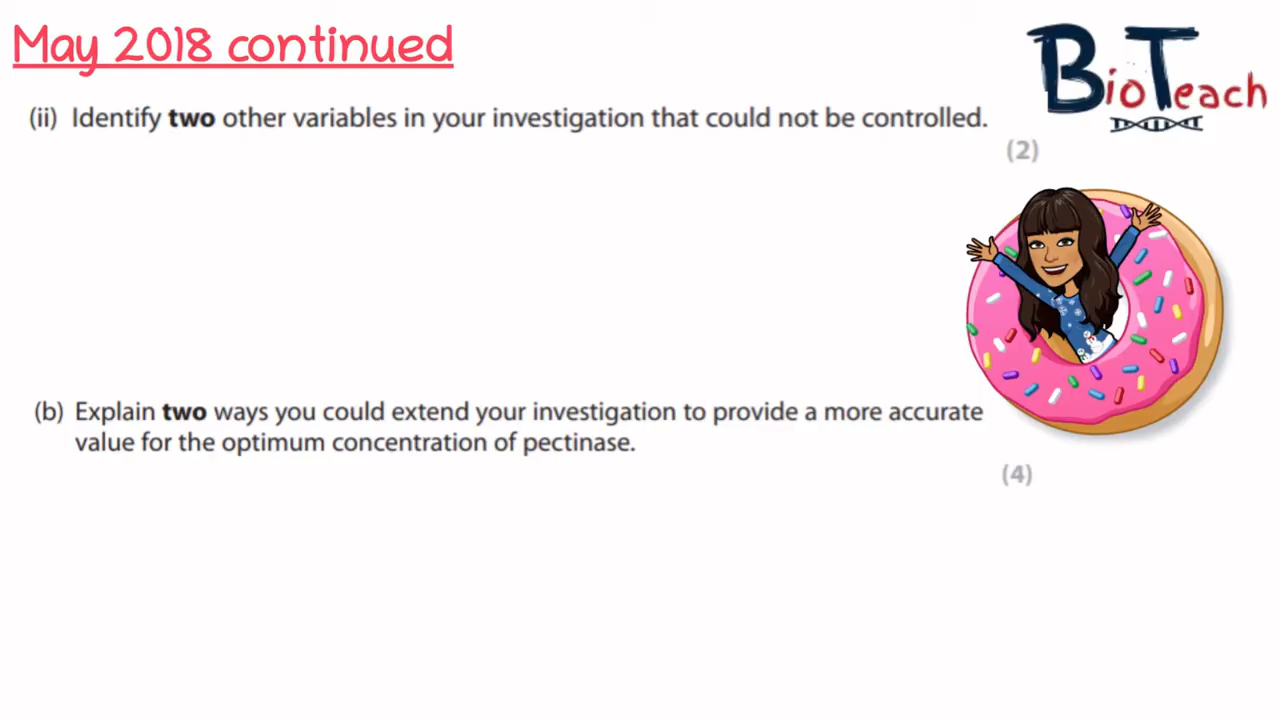 May 2018 continued
BioTeach
(ii) Identify two other variables in your investigation that could not be controlled.
(2)
(b) Explain two ways you could extend your investigation to provide a more accurate
value for the optimum concentration of pectinase.
(4)